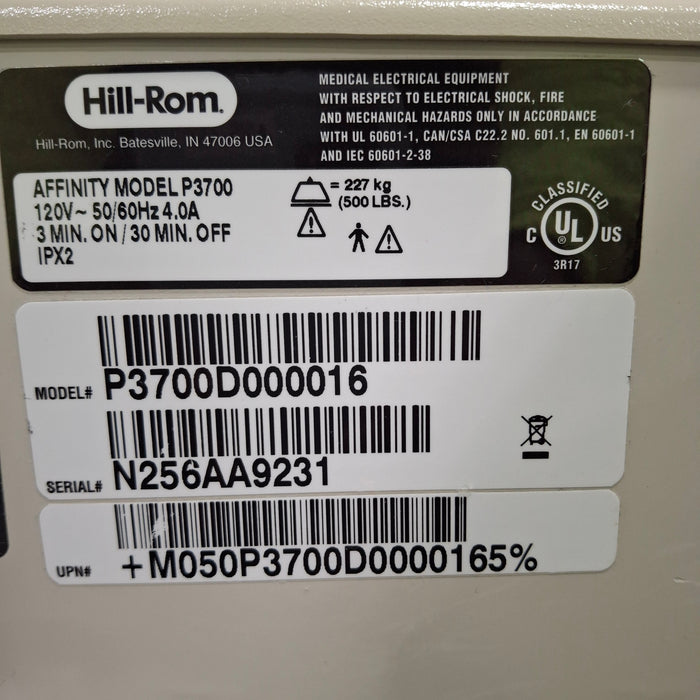 Hill-Rom.
Hill-Rom, Inc. Batesville, IN 47006 USA
MEDICAL ELECTRICAL EQUIPMENT
WITH RESPECT TO ELECTRICAL SHOCK, FIRE
AND MECHANICAL HAZARDS ONLY IN ACCORDANCE
WITH UL 60601-1, CAN/CSA C22.2 NO. 601.1, EN 60601-1
AND IEC 60601-2-38
AFFINITY MODEL P3700
120V~ 50/60Hz 4.0A
3 MIN. ON / 30 MIN. OFF
IPX2
= 227 kg
(500 LBS.)
CLASSIFIED
C UL ® US
3R17
MODEL# P3700D000016
SERIAL# N256AA9231
UPN# +M050P3700D0000165%